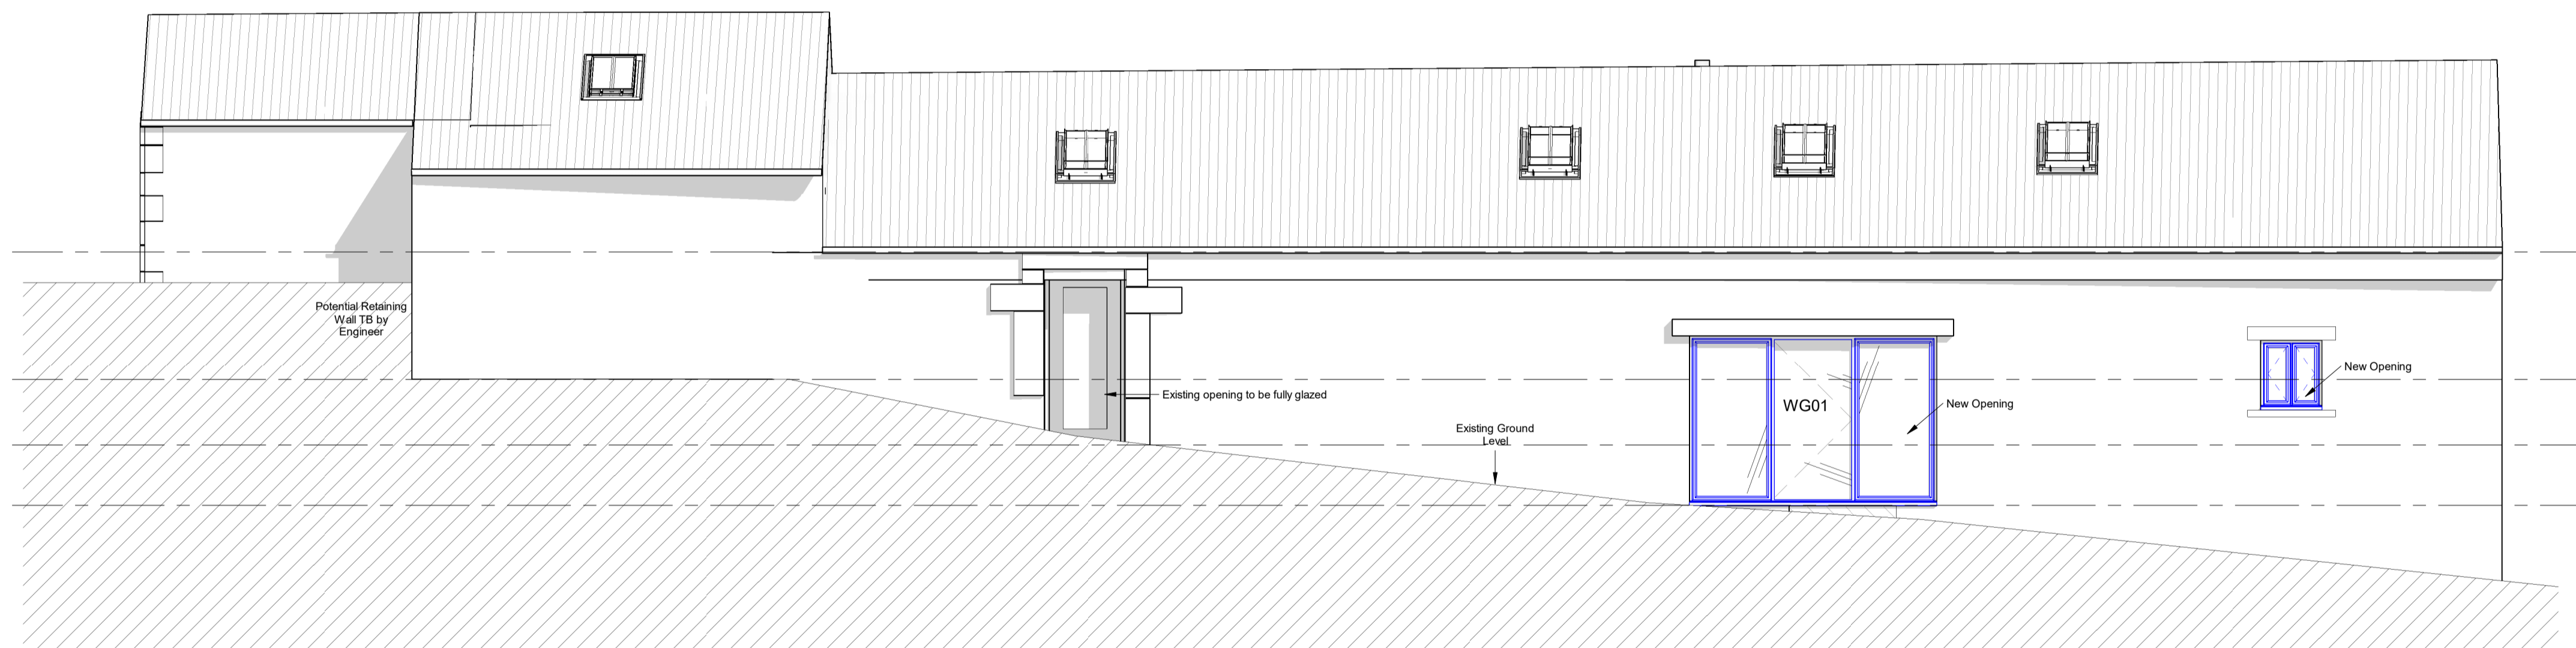 Potential Retaining
Wall TB by
Engineer
Existing opening to be fully glazed
Existing Ground
Level
WG01
New Opening
New Opening